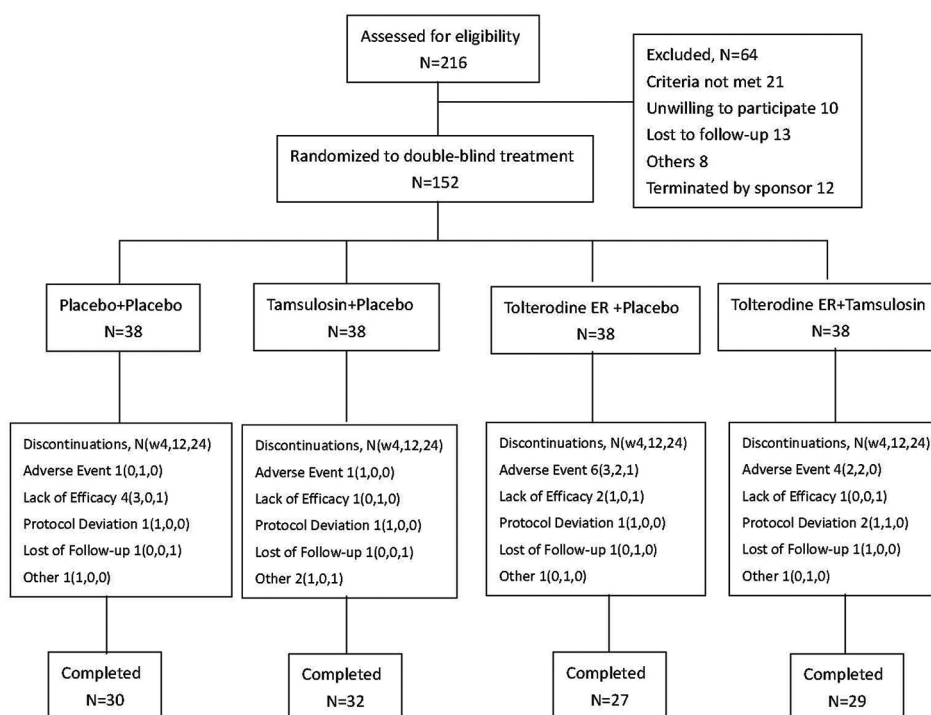 Assessed for eligibility
N=216
Excluded, N=64
Criteria not met 21
Unwilling to participate 10
Lost to follow-up 13
Others 8
Terminated by sponsor 12
Randomized to double-blind treatment
N=152
Placebo+Placebo
N=38
Tamsulosin+Placebo
N=38
Tolterodine ER +Placebo
N=38
Tolterodine ER+Tamsulosin
N=38
Discontinuations, N(w4,12,24)
Adverse Event 1(0,1,0)
Lack of Efficacy 4(3,0,1)
Protocol Deviation 1(1,0,0)
Lost of Follow-up 1(0,0,1)
Other 1(1,0,0)
Discontinuations, N(w4,12,24)
Adverse Event 1(1,0,0)
Lack of Efficacy 1(0,1,0)
Protocol Deviation 1(1,0,0)
Lost of Follow-up 1(0,0,1)
Other 2(1,0,1)
Discontinuations, N(w4,12,24)
Adverse Event 6(3,2,1)
Lack of Efficacy 2(1,0,1)
Protocol Deviation 1(1,0,0)
Lost of Follow-up 1(0,1,0)
Other 1(0,1,0)
Discontinuations, N(w4,12,24)
Adverse Event 4(2,2,0)
Lack of Efficacy 1(0,0,1)
Protocol Deviation 2(1,1,0)
Lost of Follow-up 1(1,0,0)
Other 1(0,1,0)
Completed
N=30
Completed
N=32
Completed
N=27
Completed
N=29